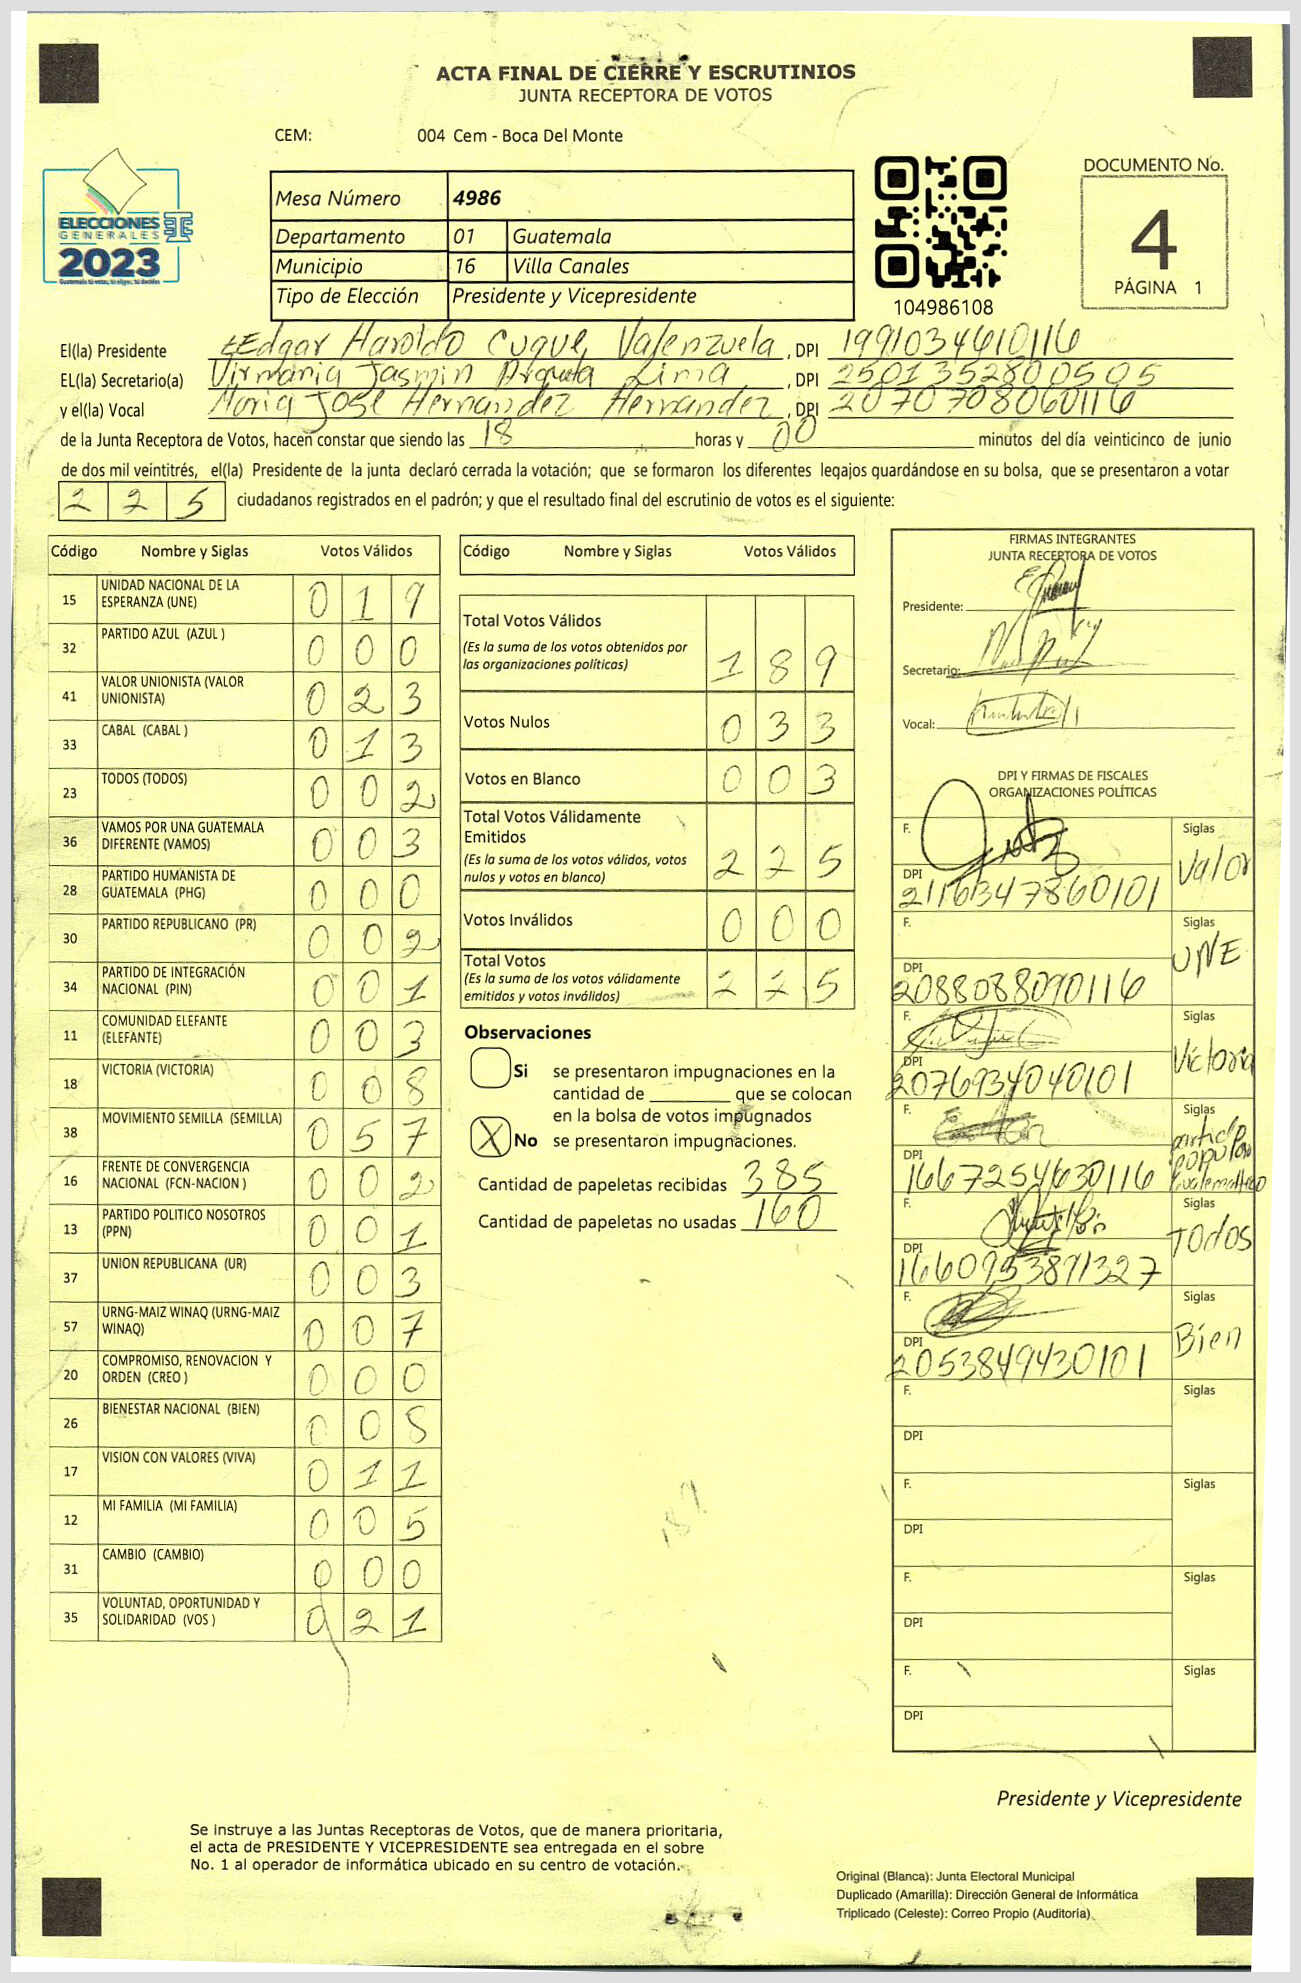 ACTA FINAL DE CIERRE Y ESCRUTINIOS
JUNTA RECEPTORA DE VOTOS
CEM: 004 Cem - Boca Del Monte
ELECCIONES
GENERALES
2023
Mesa Número 4986
Departamento 01 Guatemala
Municipio 16 Villa Canales
Tipo de Elección Presidente y Vicepresidente
104986108
DOCUMENTO No.
4
PÁGINA 1
El(la) Presidente Edgar Haroldo Cuque Valenzuela, DPI 1991034610116
EL(la) Secretario(a) Virmania Jasmin Lima, DPI 2501352800505
y el(la) Vocal Maria José Hernandez Hernandez, DPI 2070708060116
de la Junta Receptora de Votos, hacen constar que siendo las 18 horas y 00 minutos del día veinticinco de junio
de dos mil veintitrés, el(la) Presidente de la junta declaró cerrada la votación; que se formaron los diferentes legajos guardándose en su bolsa, que se presentaron a votar
225 ciudadanos registrados en el padrón; y que el resultado final del escrutinio de votos es el siguiente:
Código Nombre y Siglas Votos Válidos
15 UNIDAD NACIONAL DE LA ESPERANZA (UNE) 0 1 9
32 PARTIDO AZUL (AZUL ) 0 0 0
41 VALOR UNIONISTA (VALOR UNIONISTA) 0 2 3
33 CABAL (CABAL ) 0 1 3
23 TODOS (TODOS) 0 0 2
36 VAMOS POR UNA GUATEMALA DIFERENTE (VAMOS) 0 0 3
28 PARTIDO HUMANISTA DE GUATEMALA (PHG) 0 0 0
30 PARTIDO REPUBLICANO (PR) 0 0 2
34 PARTIDO DE INTEGRACIÓN NACIONAL (PIN) 0 0 1
11 COMUNIDAD ELEFANTE (ELEFANTE) 0 0 3
18 VICTORIA (VICTORIA) 0 0 8
38 MOVIMIENTO SEMILLA (SEMILLA) 0 5 7
16 FRENTE DE CONVERGENCIA NACIONAL (FCN-NACION ) 0 0 2
13 PARTIDO POLITICO NOSOTROS (PPN) 0 0 1
37 UNION REPUBLICANA (UR) 0 0 3
57 URNG-MAIZ WINAQ (URNG-MAIZ WINAQ) 0 0 7
20 COMPROMISO, RENOVACION Y ORDEN (CREO ) 0 0 0
26 BIENESTAR NACIONAL (BIEN) 0 0 8
17 VISION CON VALORES (VIVA) 0 1 1
12 MI FAMILIA (MI FAMILIA) 0 0 5
31 CAMBIO (CAMBIO) 0 0 0
35 VOLUNTAD, OPORTUNIDAD Y SOLIDARIDAD (VOS ) 0 2 1
Código Nombre y Siglas Votos Válidos
Total Votos Válidos 1 8 9
(Es la suma de los votos obtenidos por
las organizaciones políticas)
Votos Nulos 0 3 3
Votos en Blanco 0 0 3
Total Votos Válidamente
Emitidos 2 2 5
(Es la suma de los votos válidos, votos
nulos y votos en blanco)
Votos Inválidos 0 0 0
Total Votos 2 2 5
(Es la suma de los votos válidamente
emitidos y votos inválidos)
Observaciones
Si se presentaron impugnaciones en la
cantidad de ________ que se colocan
en la bolsa de votos impugnados
X No se presentaron impugnaciones.
Cantidad de papeletas recibidas 385
Cantidad de papeletas no usadas 160
189
FIRMAS INTEGRANTES
JUNTA RECEPTORA DE VOTOS
Presidente:
Secretario:
Vocal:
DPI Y FIRMAS DE FISCALES
ORGANIZACIONES POLÍTICAS
F. Siglas Valor
DPI 2116347860101
F. Siglas UNE
DPI 2088088090116
F. Siglas Victoria
DPI 2076934040101
F. Siglas partido popular Guatemalteco
DPI 1667254630116
F. Siglas TODOS
DPI 1660953891327
F. Siglas Bien
DPI 2053849430101
F. Siglas
DPI
F. Siglas
DPI
F. Siglas
DPI
F. Siglas
DPI
Presidente y Vicepresidente
Se instruye a las Juntas Receptoras de Votos, que de manera prioritaria,
el acta de PRESIDENTE Y VICEPRESIDENTE sea entregada en el sobre
No. 1 al operador de informática ubicado en su centro de votación.
Original (Blanca): Junta Electoral Municipal
Duplicado (Amarilla): Dirección General de Informática
Triplicado (Celeste): Correo Propio (Auditoría)